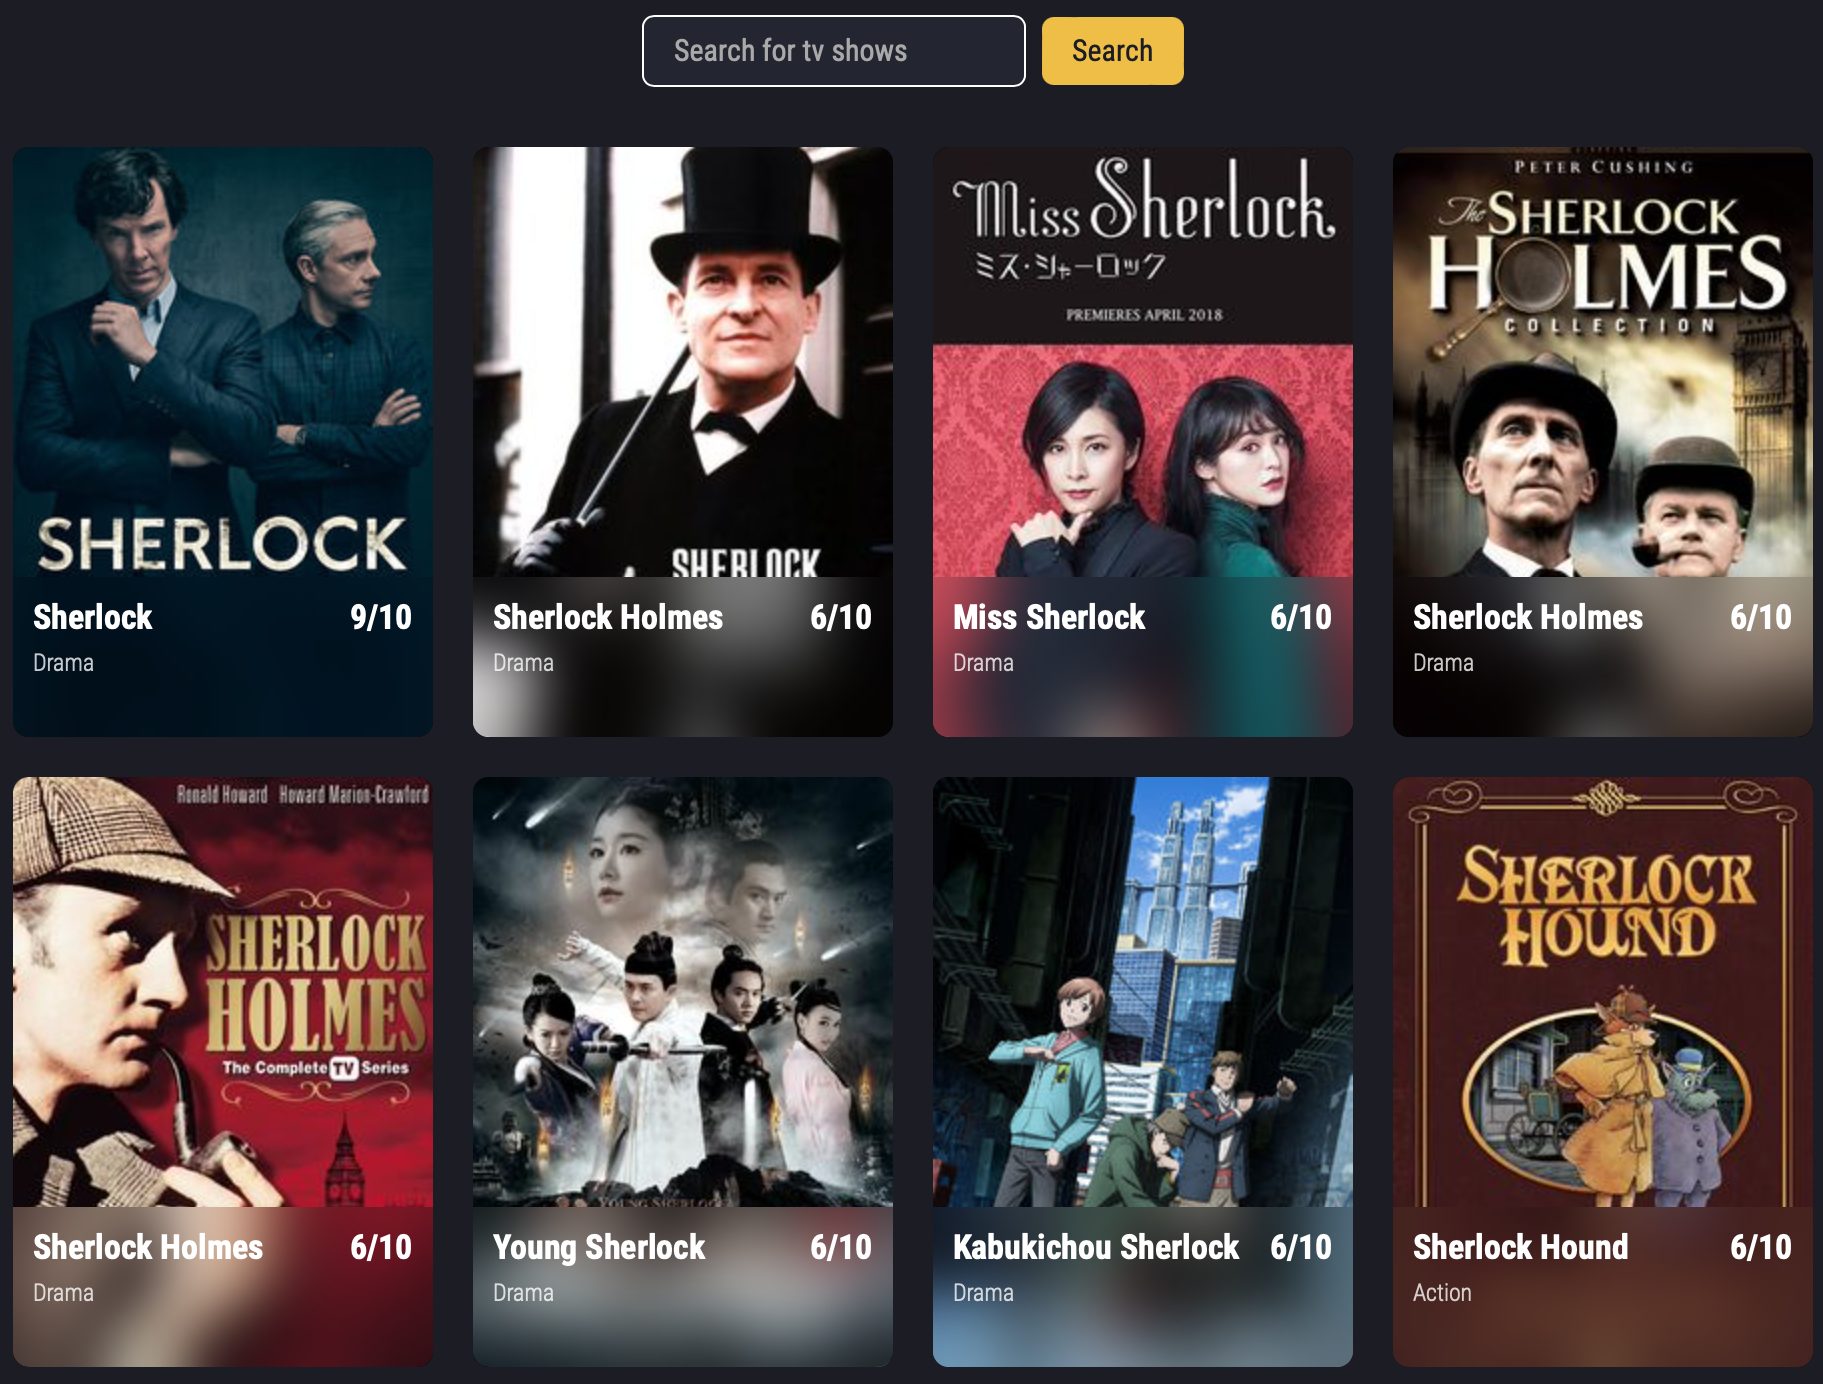 Search for tv shows
Search
SHERLOCK
Sherlock 9/10
Drama
SHERLOCK
Sherlock Holmes 6/10
Drama
Miss Sherlock
ミス・シャーロック
PREMIERES APRIL 2018
Miss Sherlock 6/10
Drama
PETER CUSHING
The SHERLOCK
HOLMES
COLLECTION
Sherlock Holmes 6/10
Drama
Ronald Howard Howard Marion-Crawford
SHERLOCK
HOLMES
The Complete TV Series
Sherlock Holmes 6/10
Drama
YOUNG SHERLOCK
Young Sherlock 6/10
Drama
Kabukichou Sherlock 6/10
Drama
SHERLOCK
HOUND
Sherlock Hound 6/10
Action